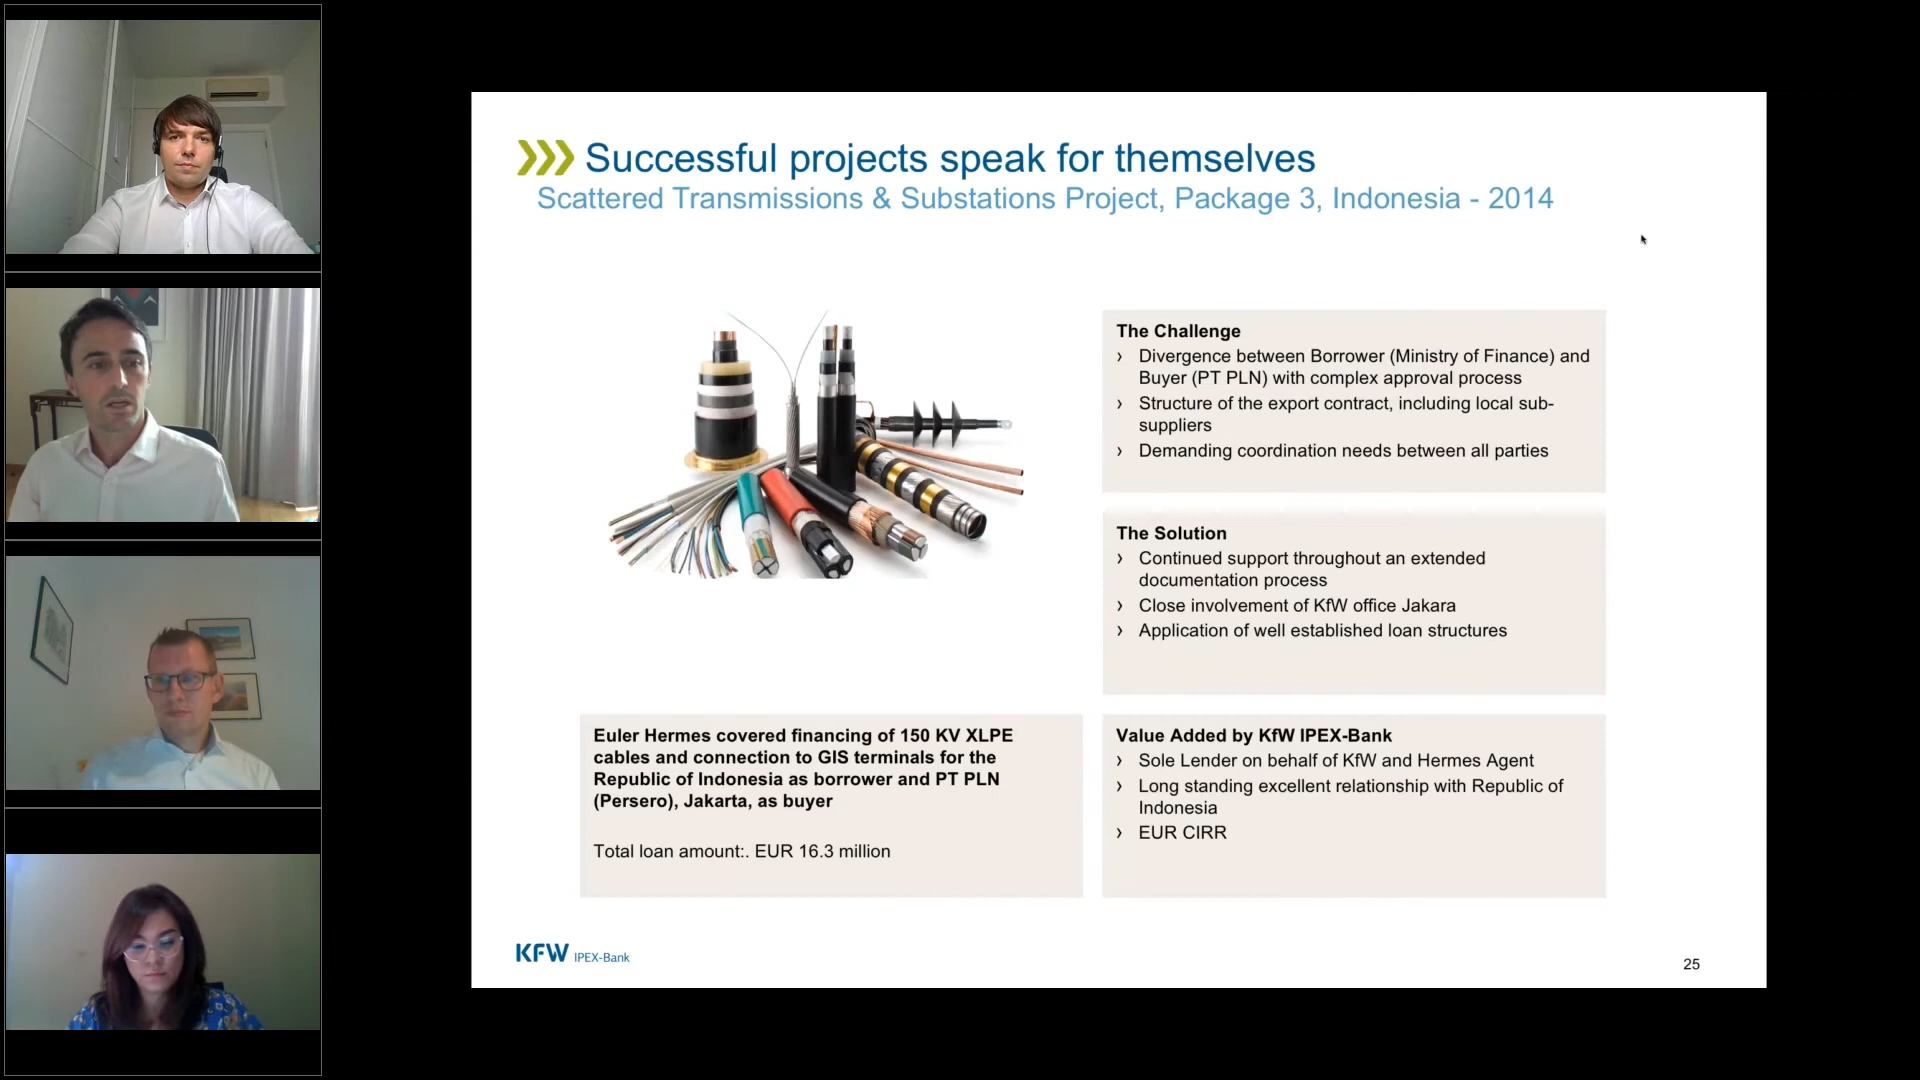 Successful projects speak for themselves
Scattered Transmissions & Substations Project, Package 3, Indonesia - 2014
The Challenge
› Divergence between Borrower (Ministry of Finance) and
Buyer (PT PLN) with complex approval process
› Structure of the export contract, including local sub-
suppliers
› Demanding coordination needs between all parties
The Solution
› Continued support throughout an extended
documentation process
› Close involvement of KfW office Jakara
› Application of well established loan structures
Euler Hermes covered financing of 150 KV XLPE
cables and connection to GIS terminals for the
Republic of Indonesia as borrower and PT PLN
(Persero), Jakarta, as buyer
Total loan amount:. EUR 16.3 million
Value Added by KfW IPEX-Bank
› Sole Lender on behalf of KfW and Hermes Agent
› Long standing excellent relationship with Republic of
Indonesia
› EUR CIRR
KFW IPEX-Bank
25